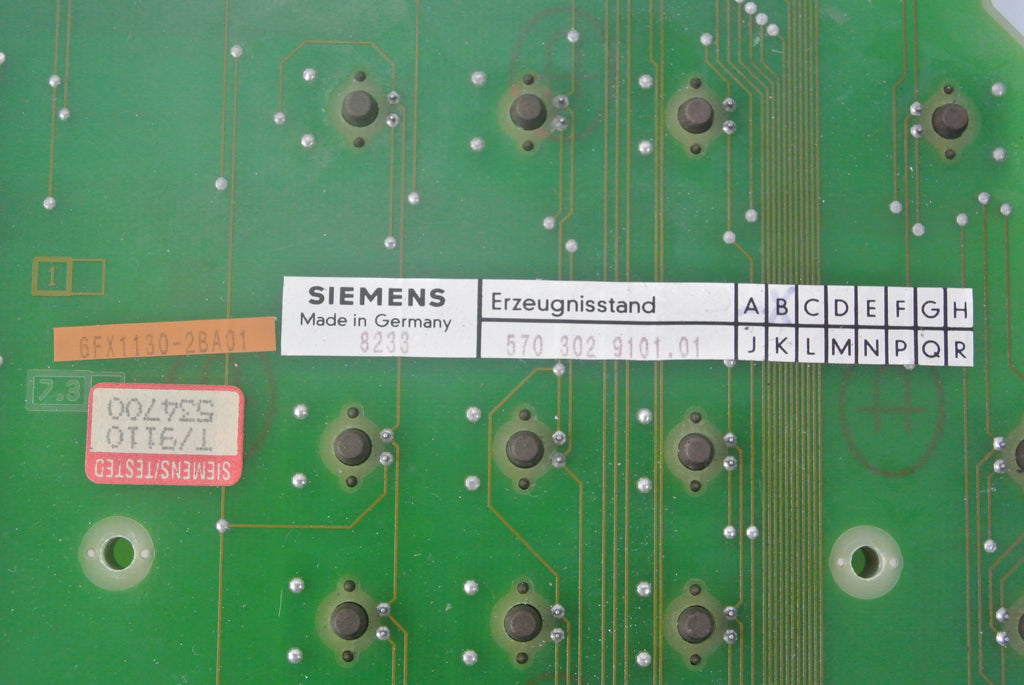 1
SIEMENS
Made in Germany
8233
Erzeugnisstand
570 302 9101.01
A B C D E F G H
J K L M N P Q R
6FX1130-2BA01
7.3
SIEMENS/TESTED
T/9110
534700